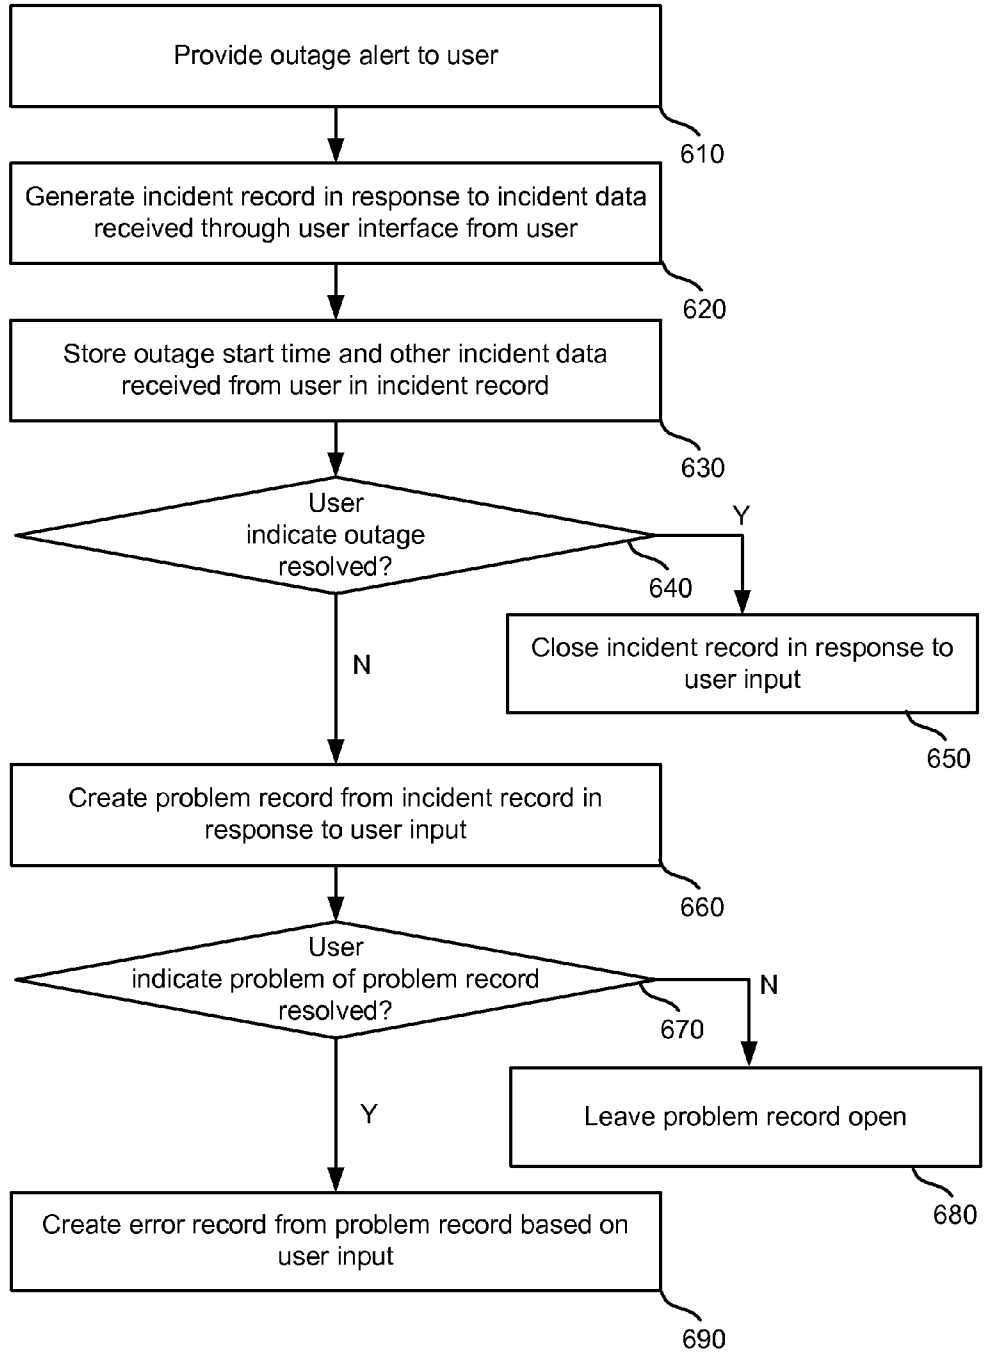 Provide outage alert to user
610
Generate incident record in response to incident data
received through user interface from user
620
Store outage start time and other incident data
received from user in incident record
630
User
indicate outage
resolved?
Y
640
Close incident record in response to
user input
650
N
Create problem record from incident record in
response to user input
660
User
indicate problem of problem record
resolved?
N
670
Leave problem record open
680
Y
Create error record from problem record based on
user input
690